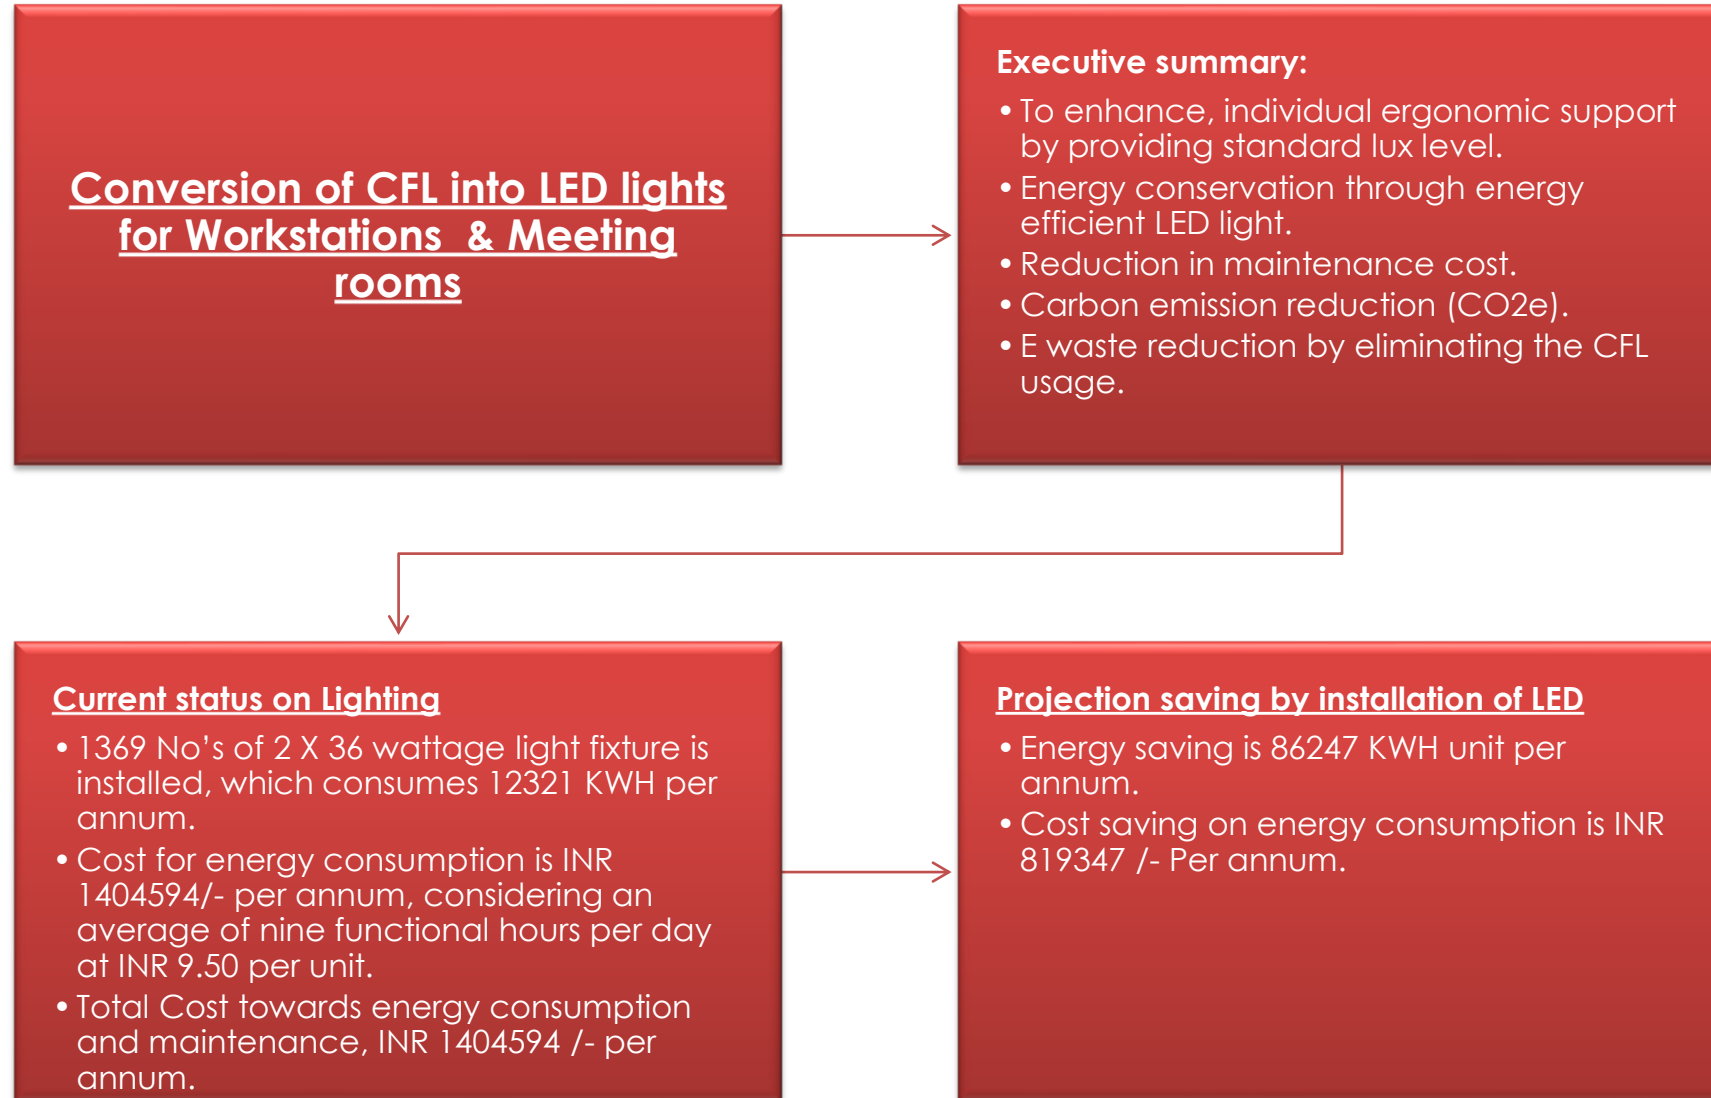 Conversion of CFL into LED lights
for Workstations & Meeting
rooms
Executive summary:
• To enhance, individual ergonomic support
by providing standard lux level.
• Energy conservation through energy
efficient LED light.
• Reduction in maintenance cost.
• Carbon emission reduction (CO2e).
• E waste reduction by eliminating the CFL
usage.
Current status on Lighting
• 1369 No’s of 2 X 36 wattage light fixture is
installed, which consumes 12321 KWH per
annum.
• Cost for energy consumption is INR
1404594/- per annum, considering an
average of nine functional hours per day
at INR 9.50 per unit.
• Total Cost towards energy consumption
and maintenance, INR 1404594 /- per
annum.
Projection saving by installation of LED
• Energy saving is 86247 KWH unit per
annum.
• Cost saving on energy consumption is INR
819347 /- Per annum.